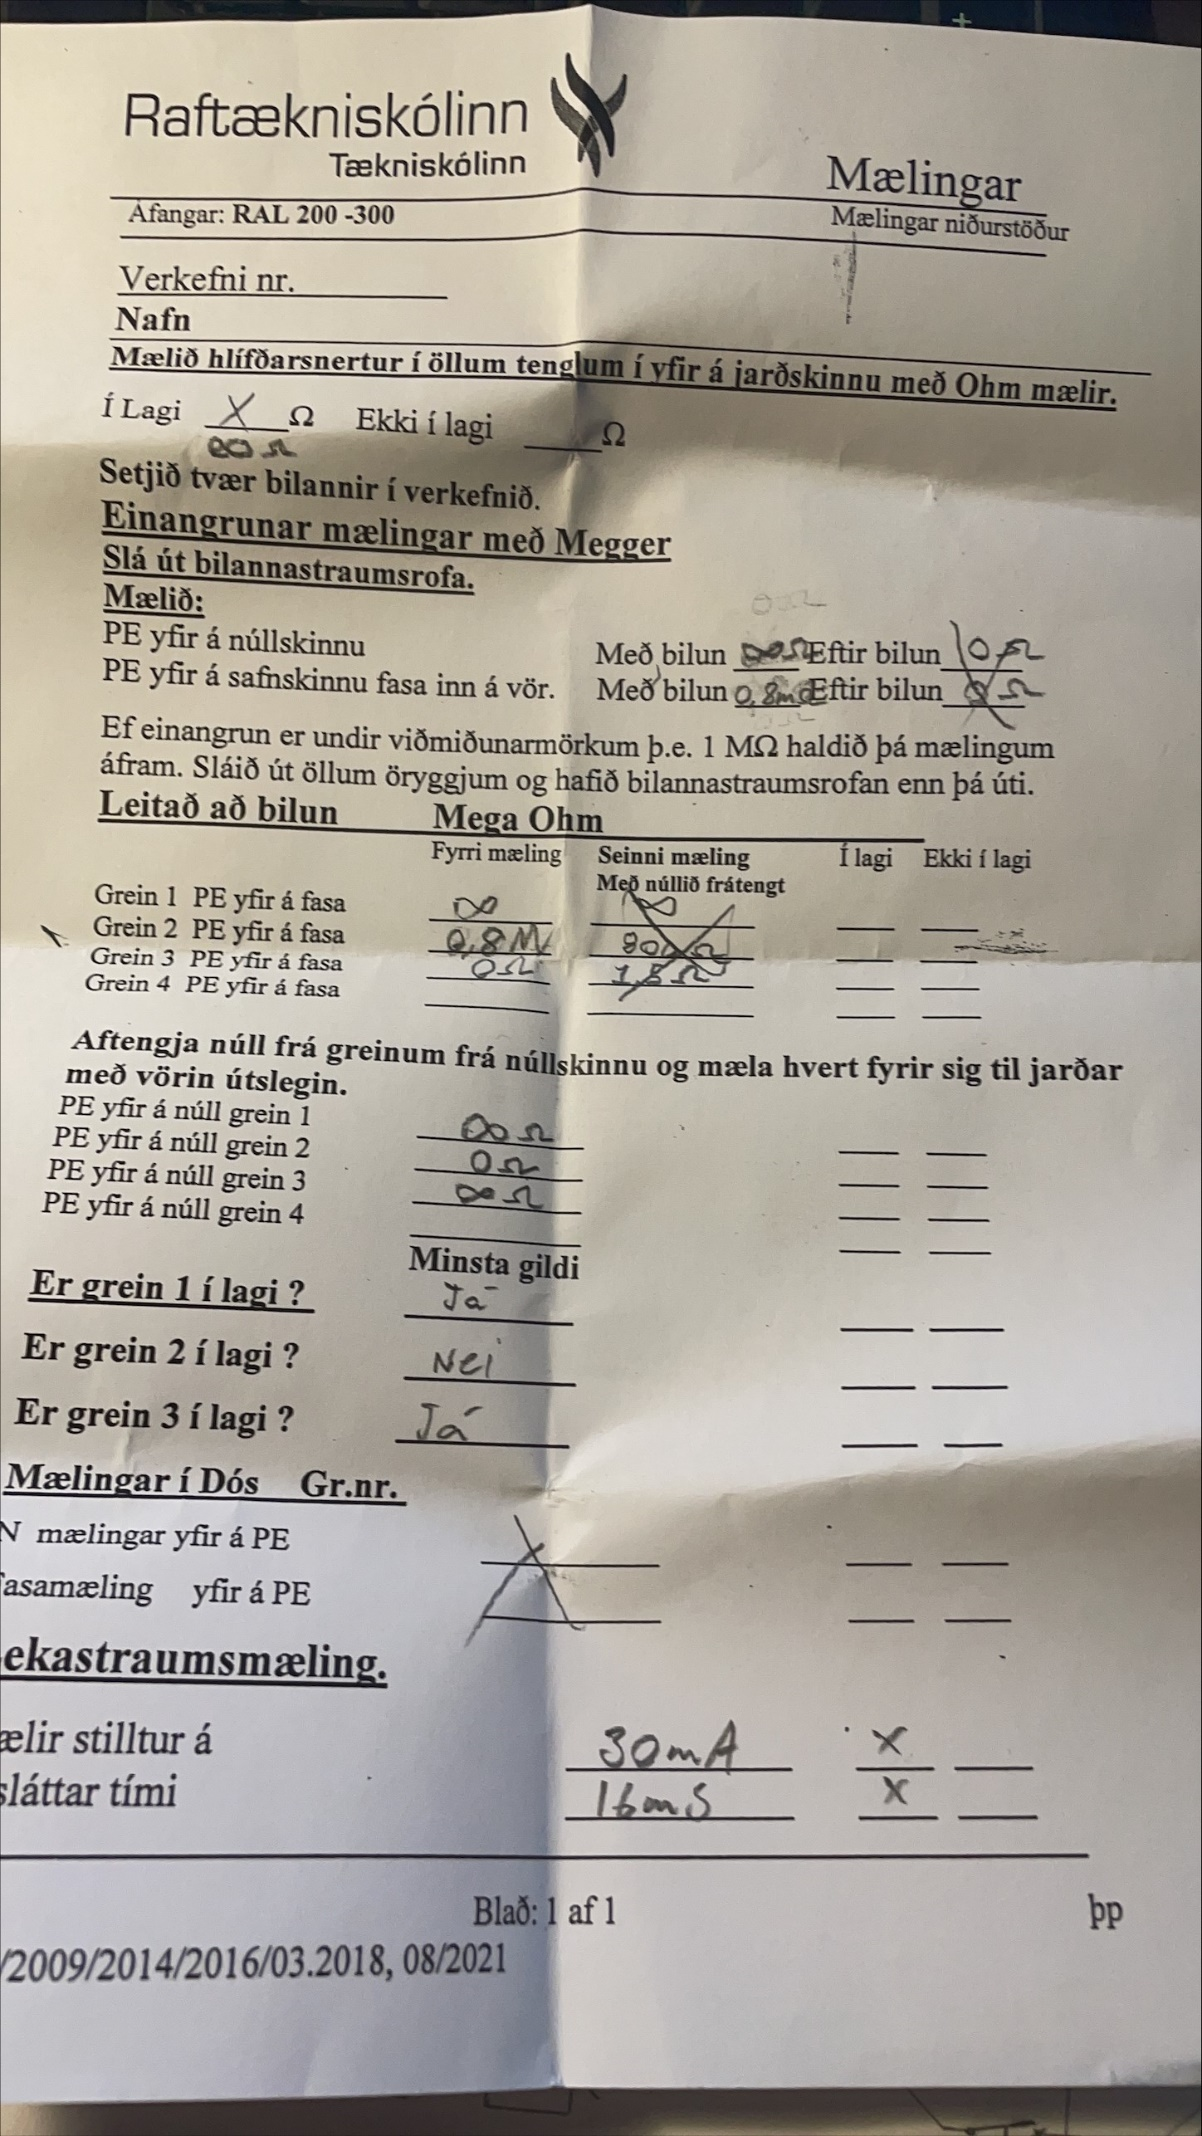 Raftækniskólinn
Tækniskólinn
Mælingar
Áfangar: RAL 200 -300
Mælingar niðurstöður
Verkefni nr.
Nafn
Mælið hlífðarsnertur í öllum tenglum í yfir á jarðskinnu með Ohm mælir.
Í Lagi X Ω Ekki í lagi Ω
∞ Ω
Setjið tvær bilannir í verkefnið.
Einangrunar mælingar með Megger
Slá út bilannastraumsrofa.
Mælið:
PE yfir á núllskinnu Með bilun ∞Ω Eftir bilun 0 Ω
PE yfir á safnskinnu fasa inn á vör. Með bilun 0,8m Eftir bilun Ω
Ef einangrun er undir viðmiðunarmörkum þ.e. 1 MΩ haldið þá mælingum
áfram. Sláið út öllum öryggjum og hafið bilannastraumsrofan enn þá úti.
Leitað að bilun Mega Ohm
Fyrri mæling Seinni mæling Í lagi Ekki í lagi
Með núllið frátengt
Grein 1 PE yfir á fasa ∞ ∞
Grein 2 PE yfir á fasa 0,8 M
Grein 3 PE yfir á fasa 0Ω 1,8 Ω
Grein 4 PE yfir á fasa
Aftengja núll frá greinum frá núllskinnu og mæla hvert fyrir sig til jarðar
með vörin útslegin.
PE yfir á núll grein 1 ∞ Ω
PE yfir á núll grein 2 0 Ω
PE yfir á núll grein 3 ∞ Ω
PE yfir á núll grein 4
Minsta gildi
Er grein 1 í lagi ? Já
Er grein 2 í lagi ? Nei
Er grein 3 í lagi ? Já
Mælingar í Dós Gr.nr.
N mælingar yfir á PE
asamæling yfir á PE
ekastraumsmæling.
ælir stilltur á 30mA X
sláttar tími 16mS X
Blað: 1 af 1 þp
/2009/2014/2016/03.2018, 08/2021